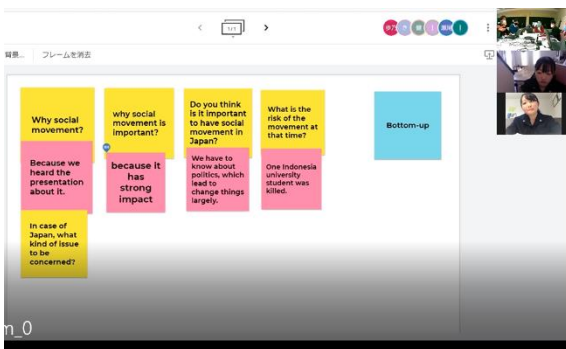 1/1
背景...
フレームを消去
Why social
movement?
why social
movement is
important?
Do you think
is it important
to have social
movement in
Japan?
What is the
risk of the
movement at
that time?
Bottom-up
Because we
heard the
presentation
about it.
because it
has
strong
impact
We have to
know about
politics, which
lead to
change things
largely.
One Indonesia
university
student was
killed.
In case of
Japan, what
kind of issue
to be
concerned?
m_0